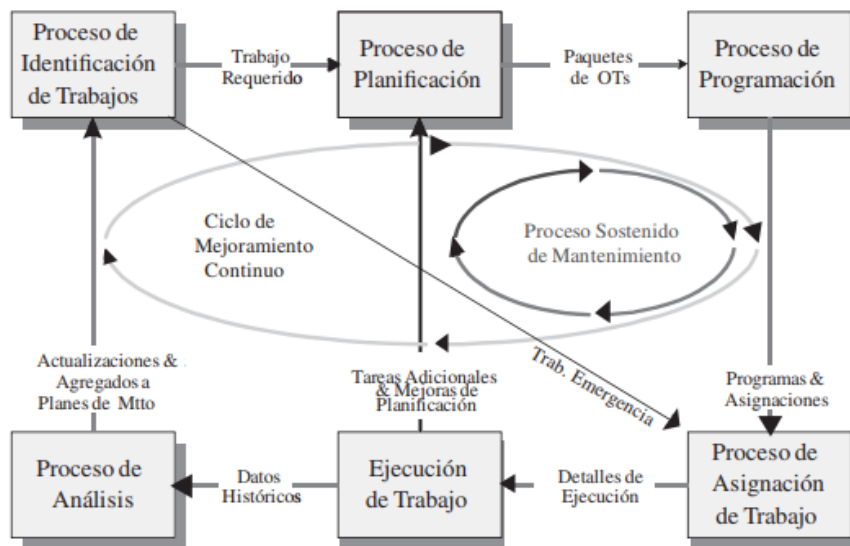 Proceso de
Identificación
de Trabajos
Trabajo
Requerido
Proceso de
Planificación
Paquetes
de OTs
Proceso de
Programación
Ciclo de
Mejoramiento
Continuo
Proceso Sostenido
de Mantenimiento
Trab. Emergencia
Actualizaciones &
Agregados a
Planes de Mtto
Tareas Adicionales
& Mejoras de
Planificación
Programas &
Asignaciones
Proceso de
Análisis
Datos
Históricos
Ejecución
de Trabajo
Detalles de
Ejecución
Proceso de
Asignación
de Trabajo